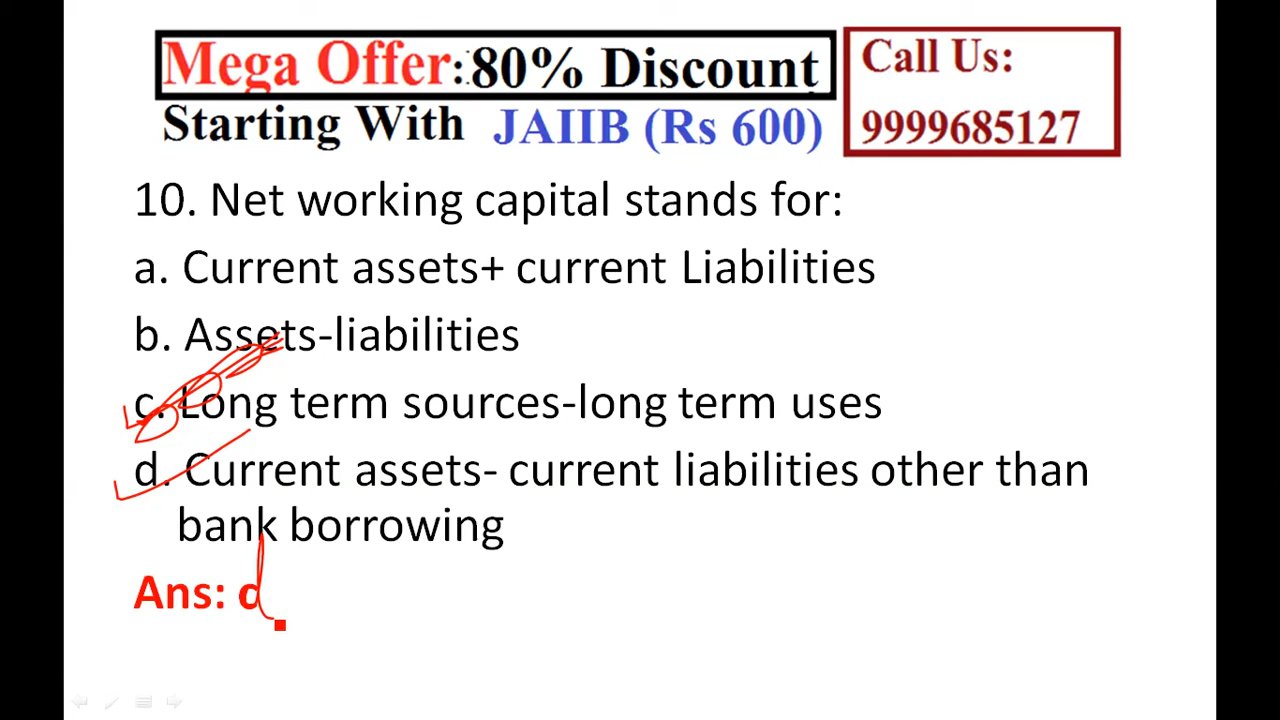 Mega Offer: 80% Discount
Starting With JAIIB (Rs 600)
Call Us:
9999685127
10. Net working capital stands for:
a. Current assets+ current Liabilities
b. Assets-liabilities
c. Long term sources-long term uses
d. Current assets- current liabilities other than
bank borrowing
Ans: d